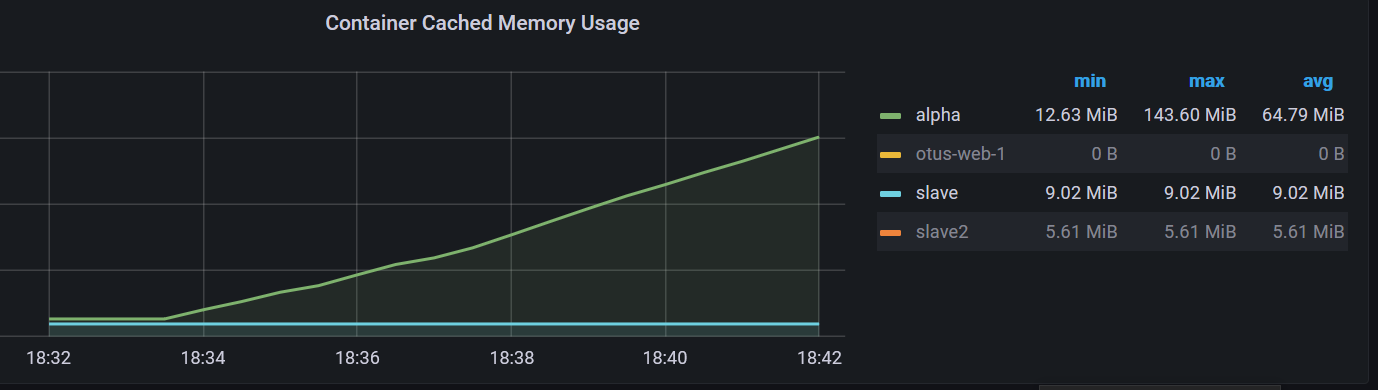 Container Cached Memory Usage
min max avg
alpha 12.63 MiB 143.60 MiB 64.79 MiB
otus-web-1 0 B 0 B 0 B
slave 9.02 MiB 9.02 MiB 9.02 MiB
slave2 5.61 MiB 5.61 MiB 5.61 MiB
18:32 18:34 18:36 18:38 18:40 18:42